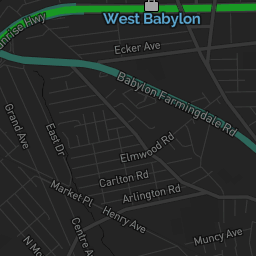 West Babylon
Sunrise Hwy
Ecker Ave
Babylon Farmingdale Rd
Grand Ave
East Dr
Elmwood Rd
Carlton Rd
Market Pl
Arlington Rd
Henry Ave
Centre A
N Mo
Muncy Ave